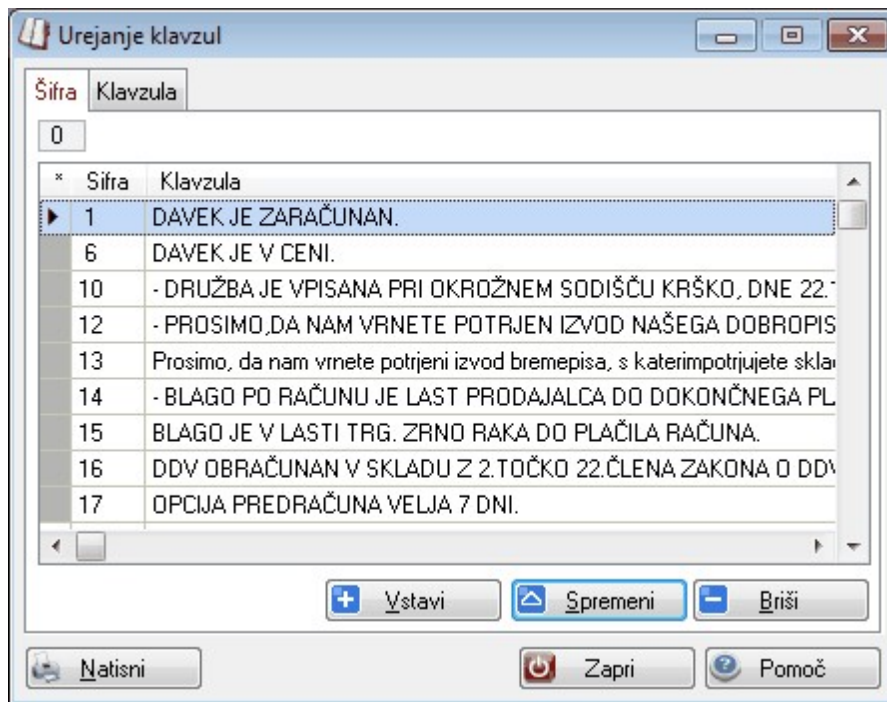 Urejanje klavzul
Šifra Klavzula
0
* Sifra Klavzula
1 DAVEK JE ZARAČUNAN.
6 DAVEK JE V CENI.
10 - DRUŽBA JE VPISANA PRI OKROŽNEM SODIŠČU KRŠKO, DNE 22.
12 - PROSIMO,DA NAM VRNETE POTRJEN IZVOD NAŠEGA DOBROPIS
13 Prosimo, da nam vrnete potrjeni izvod bremepisa, s katerimpotrjujete skla
14 - BLAGO PO RAČUNU JE LAST PRODAJALCA DO DOKONČNEGA PL
15 BLAGO JE V LASTI TRG. ZRNO RAKA DO PLAČILA RAČUNA.
16 DDV OBRAČUNAN V SKLADU Z 2.TOČKO 22.ČLENA ZAKONA O DDV
17 OPCIJA PREDRAČUNA VELJA 7 DNI.
Vstavi Spremeni Briši
Natisni Zapri Pomoč